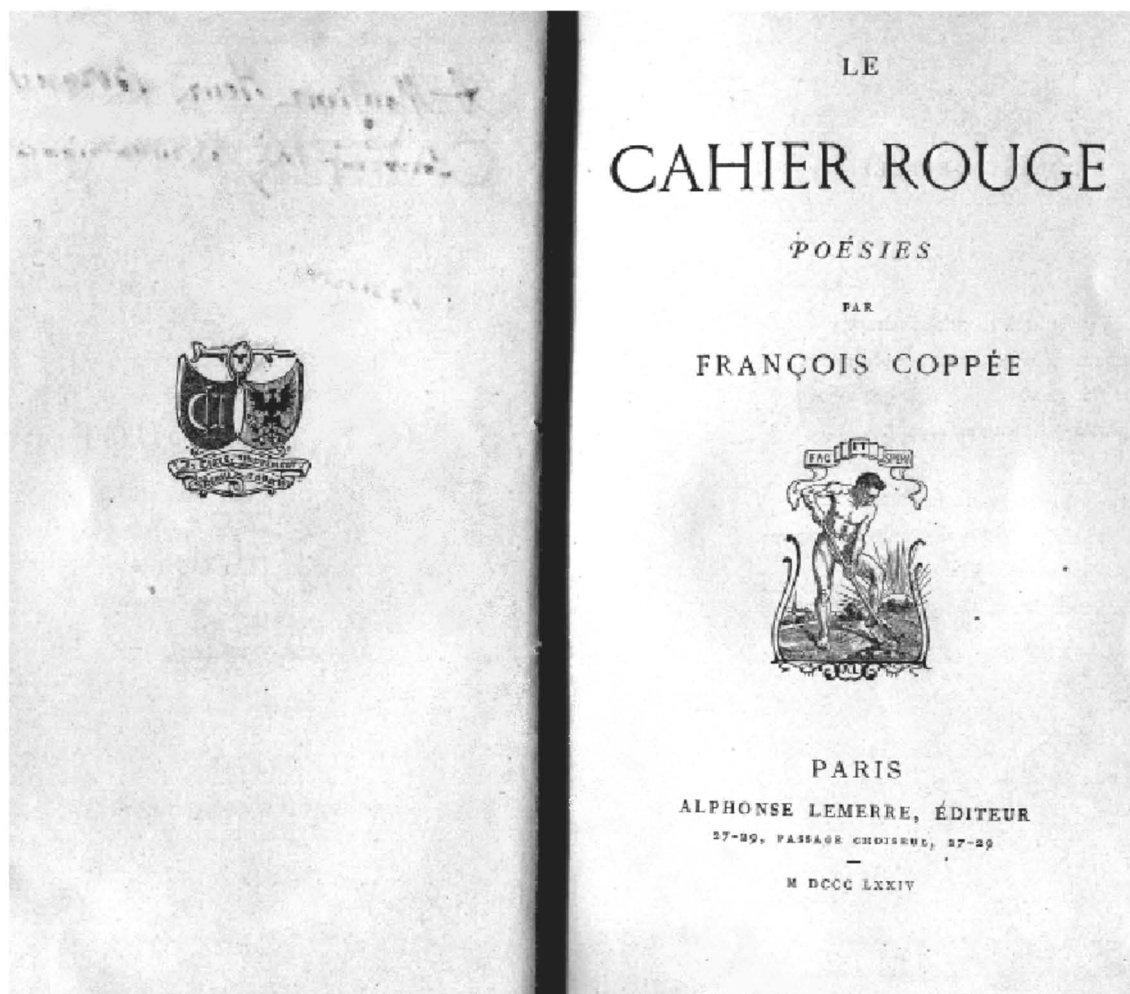 LE
CAHIER ROUGE
POÉSIES
PAR
FRANÇOIS COPPÉE
FAC ET SPERA
AL
PARIS
ALPHONSE LEMERRE, ÉDITEUR
27-29, PASSAGE CHOISEUL, 27-29
M DCCC LXXIV